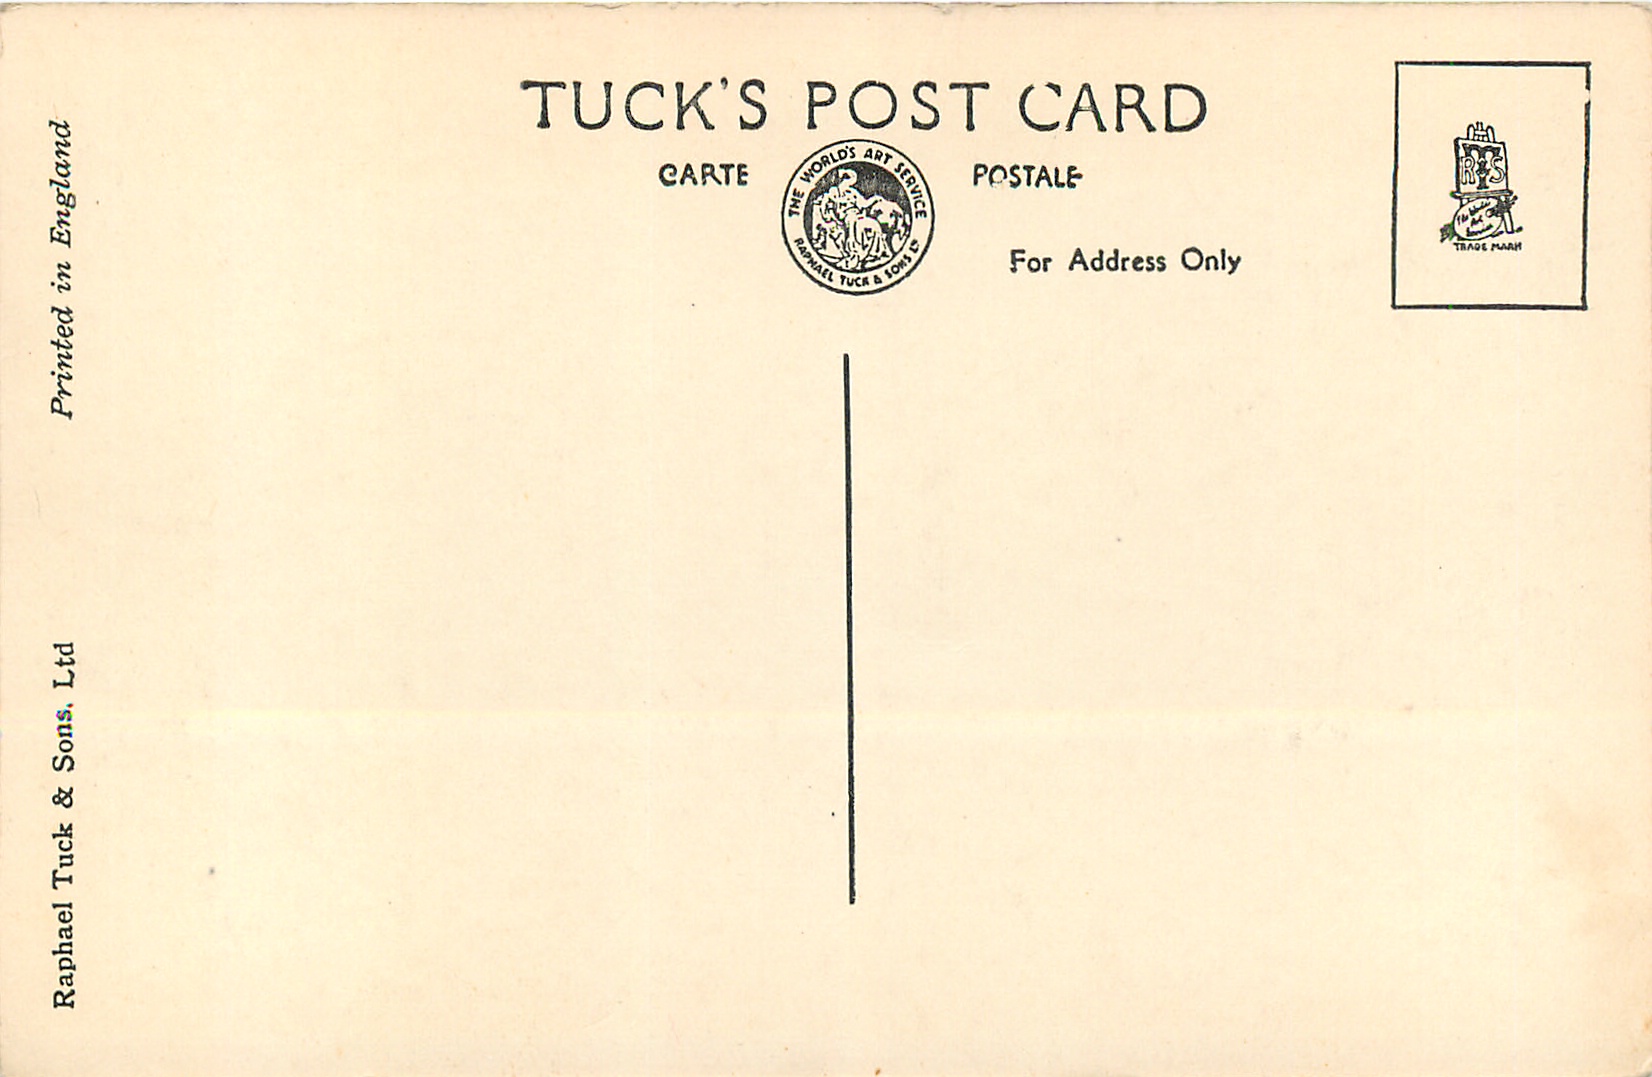 TUCK'S POST CARD
CARTE POSTALE
THE WORLD'S ART SERVICE
RAPHAEL TUCK & SONS LTD
For Address Only
RTS
TRADE MARK
Printed in England
Raphael Tuck & Sons, Ltd